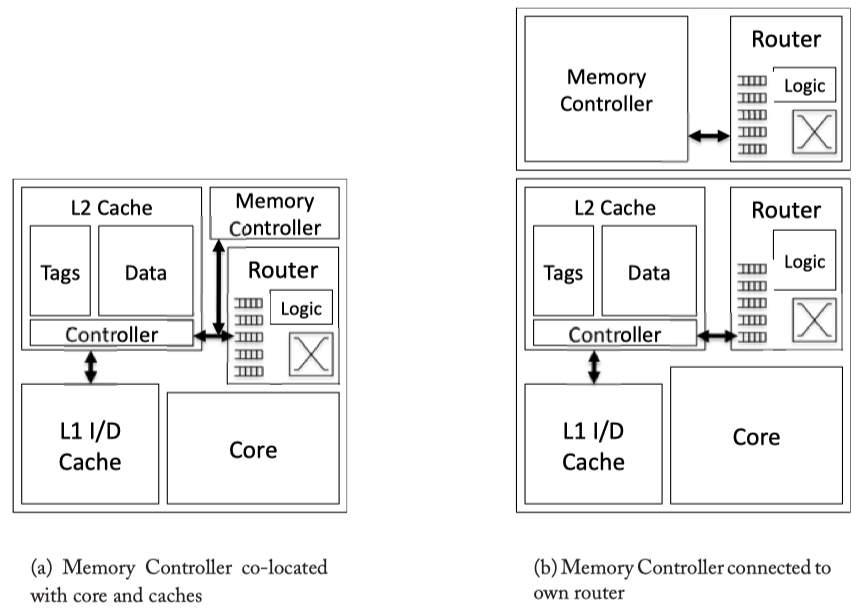 L2 Cache
Tags
Data
Controller
Memory
Controller
Router
Logic
L1 I/D
Cache
Core
(a) Memory Controller co-located
with core and caches
Memory
Controller
Router
Logic
L2 Cache
Tags
Data
Controller
Router
Logic
L1 I/D
Cache
Core
(b) Memory Controller connected to
own router